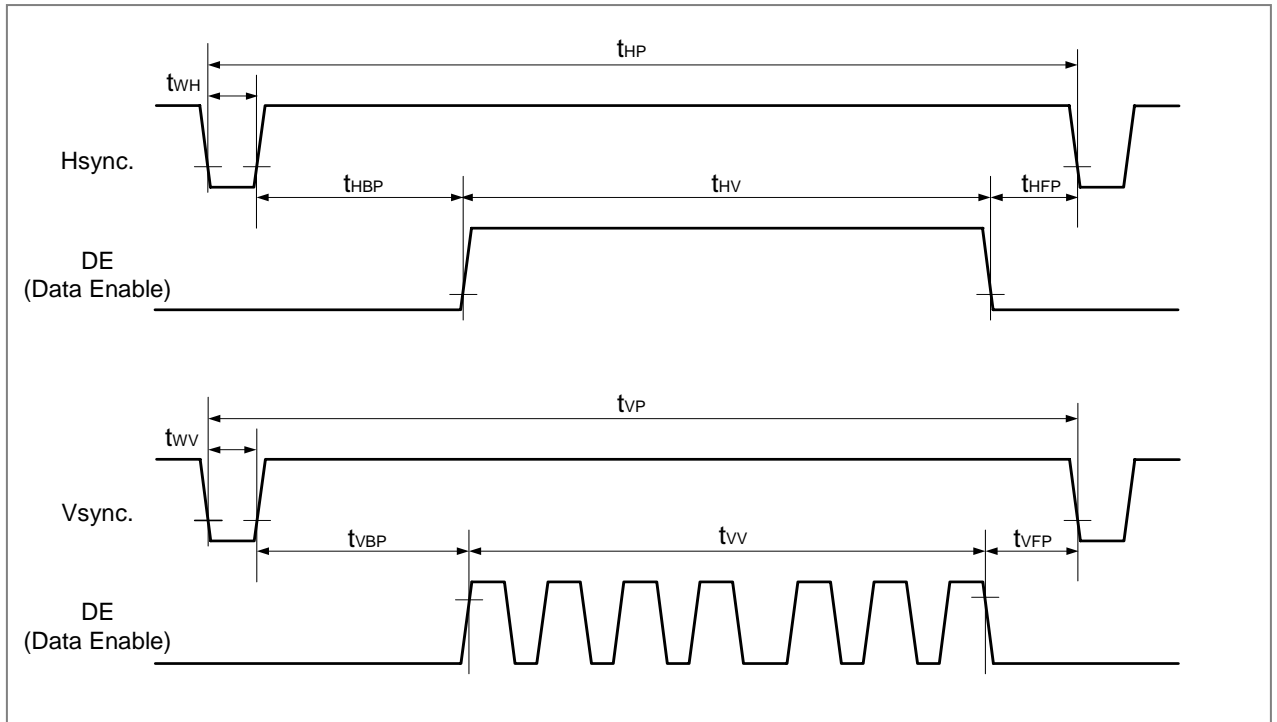 tHP
tWH
Hsync.
tHBP
tHV
tHFP
DE
(Data Enable)
tVP
tWV
Vsync.
tVBP
tVV
tVFP
DE
(Data Enable)